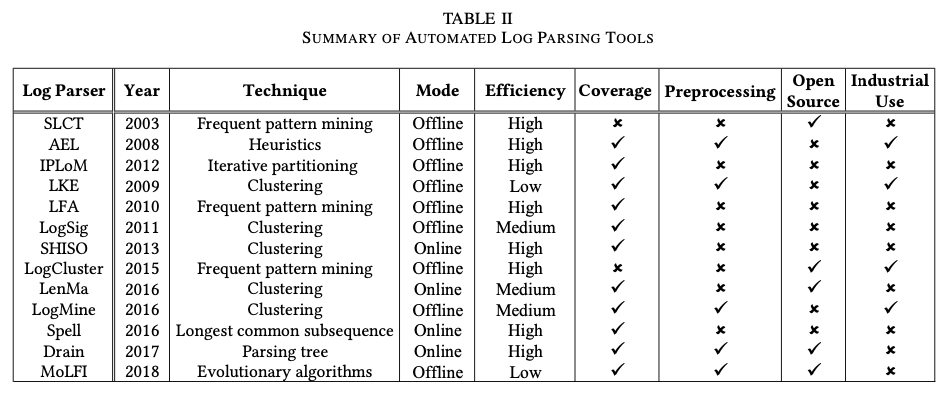 TABLE II
SUMMARY OF AUTOMATED LOG PARSING TOOLS
Log Parser Year Technique Mode Efficiency Coverage Preprocessing Open Source Industrial Use
SLCT 2003 Frequent pattern mining Offline High ✘ ✘ ✓ ✘
AEL 2008 Heuristics Offline High ✓ ✓ ✘ ✓
IPLoM 2012 Iterative partitioning Offline High ✓ ✘ ✘ ✘
LKE 2009 Clustering Offline Low ✓ ✓ ✘ ✓
LFA 2010 Frequent pattern mining Offline High ✓ ✘ ✘ ✘
LogSig 2011 Clustering Offline Medium ✓ ✘ ✘ ✘
SHISO 2013 Clustering Online High ✓ ✘ ✘ ✘
LogCluster 2015 Frequent pattern mining Offline High ✘ ✘ ✓ ✓
LenMa 2016 Clustering Online Medium ✓ ✘ ✓ ✘
LogMine 2016 Clustering Offline Medium ✓ ✓ ✘ ✓
Spell 2016 Longest common subsequence Online High ✓ ✘ ✘ ✘
Drain 2017 Parsing tree Online High ✓ ✓ ✓ ✘
MoLFI 2018 Evolutionary algorithms Offline Low ✓ ✓ ✓ ✘